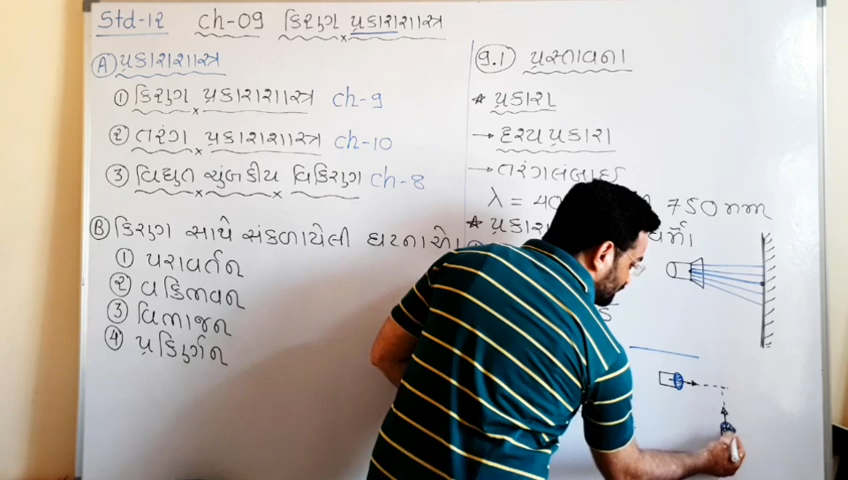 Std-12 ch-09 કિરણ પ્રકાશશાસ્ત્ર
(A) પ્રકાશશાસ્ત્ર
① કિરણ પ્રકાશશાસ્ત્ર ch-9
② તરંગ પ્રકાશશાસ્ત્ર ch-10
③ વિદ્યુત ચુંબકીય વિકિરણ ch-8
(B) કિરણ સાથે સંકળાયેલી ઘટનાઓ
① પરાવર્તન
② વક્રિભવન
③ વિભાજન
④ પ્રકિર્ણન
9.1 પ્રસ્તાવના
* પ્રકાશ
→ દ્રશ્ય પ્રકાશ
→ તરંગલંબાઈ
λ = 750 nm